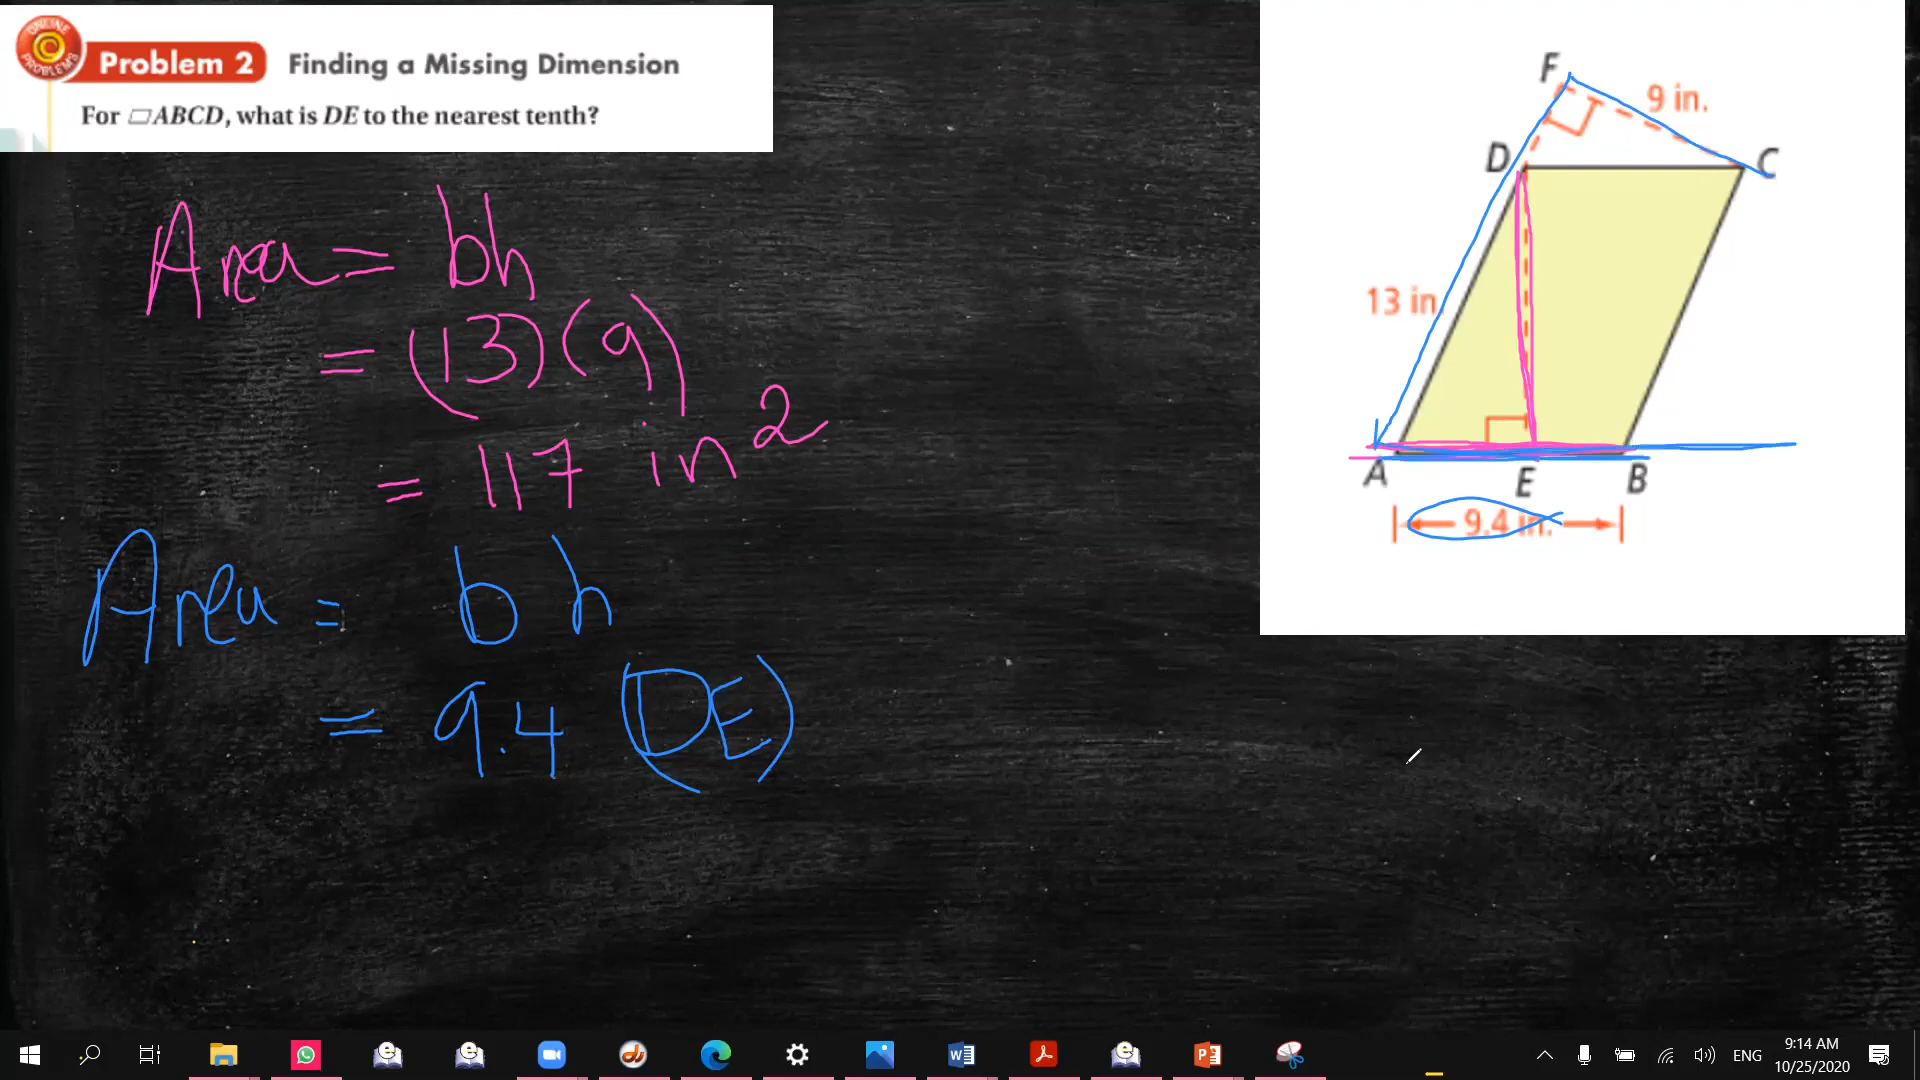 ONLINE PROBLEMS
Problem 2 Finding a Missing Dimension
For ▱ABCD, what is DE to the nearest tenth?
Area = bh
= (13)(9)
= 117 in²
Area = b h
= 9.4 (DE)
F
9 in.
D
C
13 in
A
E
B
9.4 in.
ENG
9:14 AM
10/25/2020